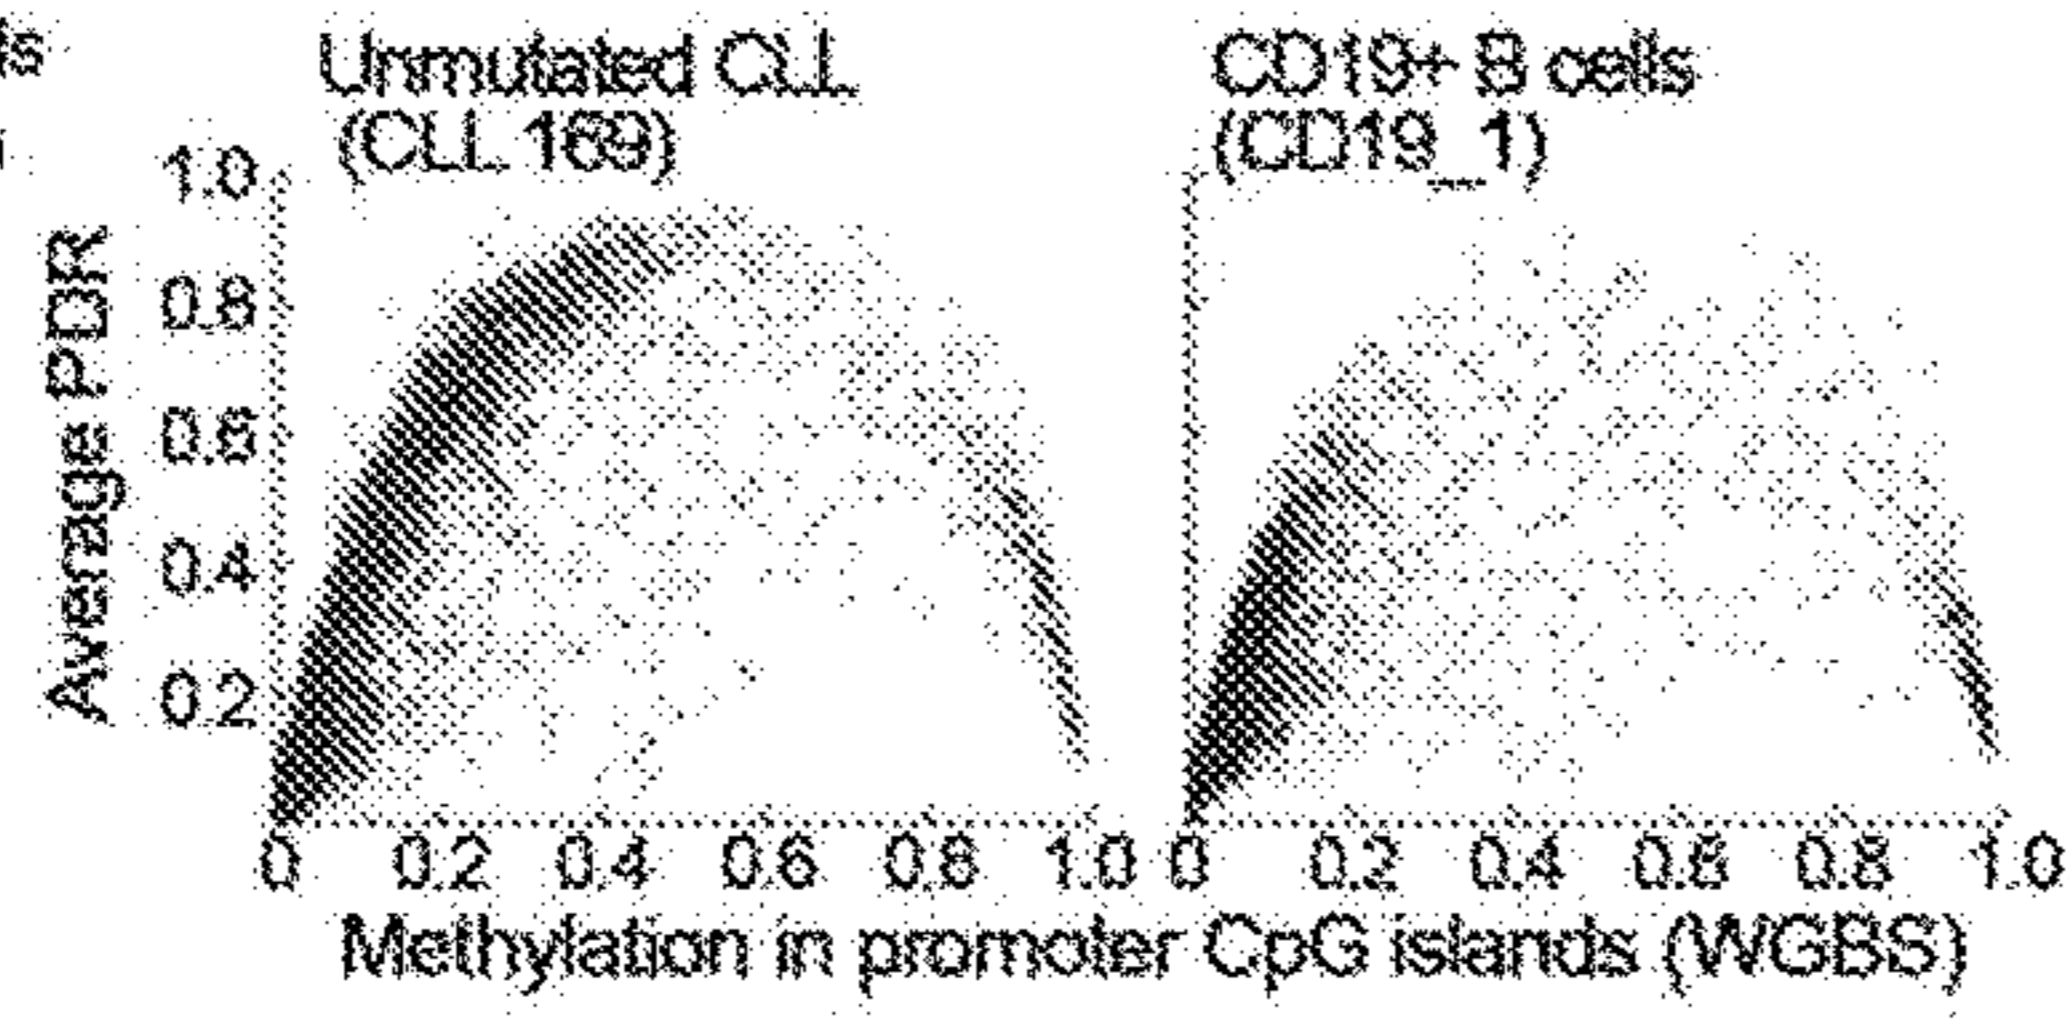 Unmutated CLL
(CLL 169)
CD19+ B cells
(CD19_1)
Average PDR
1.0
0.8
0.6
0.4
0.2
0 0.2 0.4 0.6 0.8 1.0
0 0.2 0.4 0.6 0.8 1.0
Methylation in promoter CpG islands (WGBS)